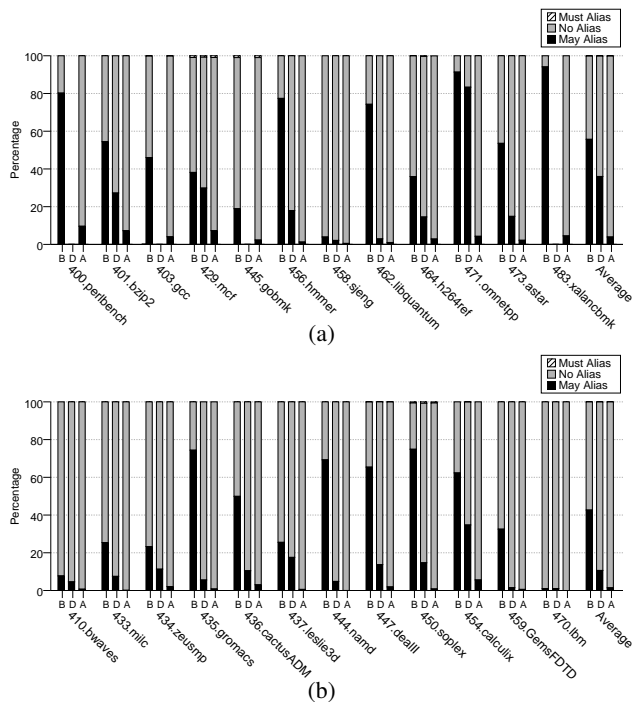 Must Alias
No Alias
May Alias
100
80
60
40
20
0
Percentage
B D A B D A B D A B D A B D A B D A B D A B D A B D A B D A B D A B D A B D A
400.perlbench
401.bzip2
403.gcc
429.mcf
445.gobmk
456.hmmer
458.sjeng
462.libquantum
464.h264ref
471.omnetpp
473.astar
483.xalancbmk
Average
(a)
Must Alias
No Alias
May Alias
100
80
60
40
20
0
Percentage
B D A B D A B D A B D A B D A B D A B D A B D A B D A B D A B D A B D A B D A
410.bwaves
433.milc
434.zeusmp
435.gromacs
436.cactusADM
437.leslie3d
444.namd
447.dealII
450.soplex
454.calculix
459.GemsFDTD
470.lbm
Average
(b)